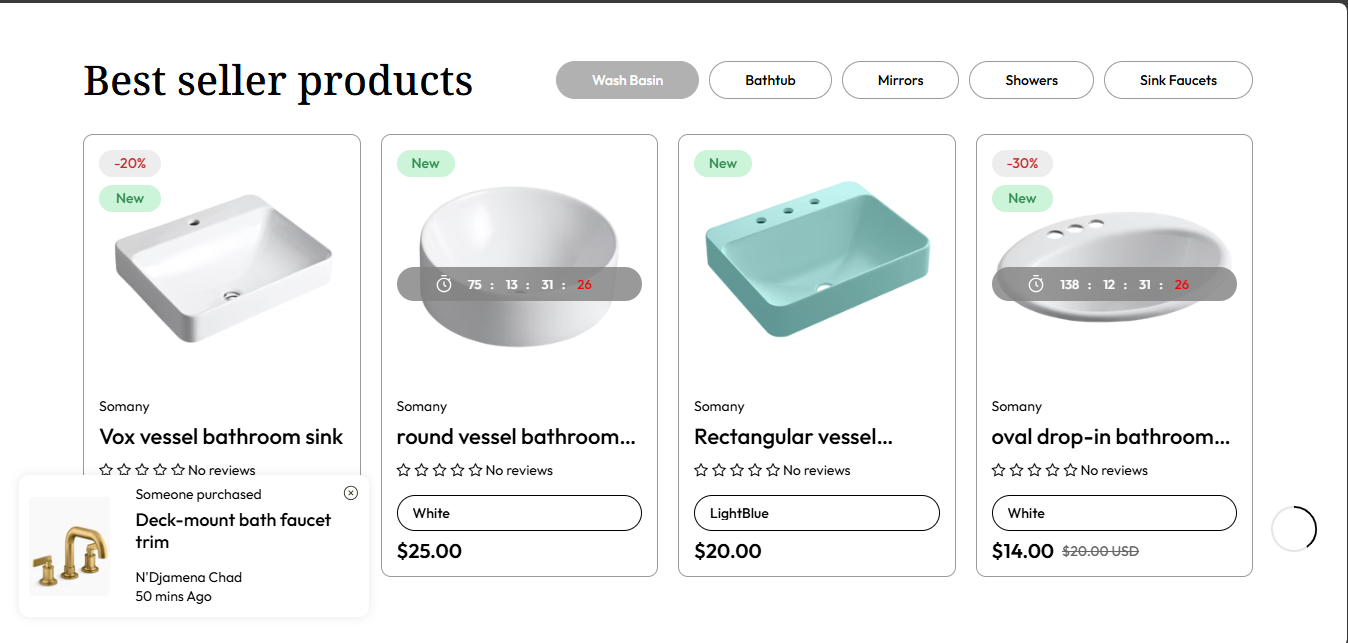 Best seller products
Wash Basin
Bathtub
Mirrors
Showers
Sink Faucets
-20%
New
Somany
Vox vessel bathroom sink
No reviews
New
75 : 13 : 31 : 26
Somany
round vessel bathroom...
No reviews
White
$25.00
New
Somany
Rectangular vessel...
No reviews
LightBlue
$20.00
-30%
New
138 : 12 : 31 : 26
Somany
oval drop-in bathroom...
No reviews
White
$14.00 $20.00 USD
Someone purchased
Deck-mount bath faucet
trim
N'Djamena Chad
50 mins Ago